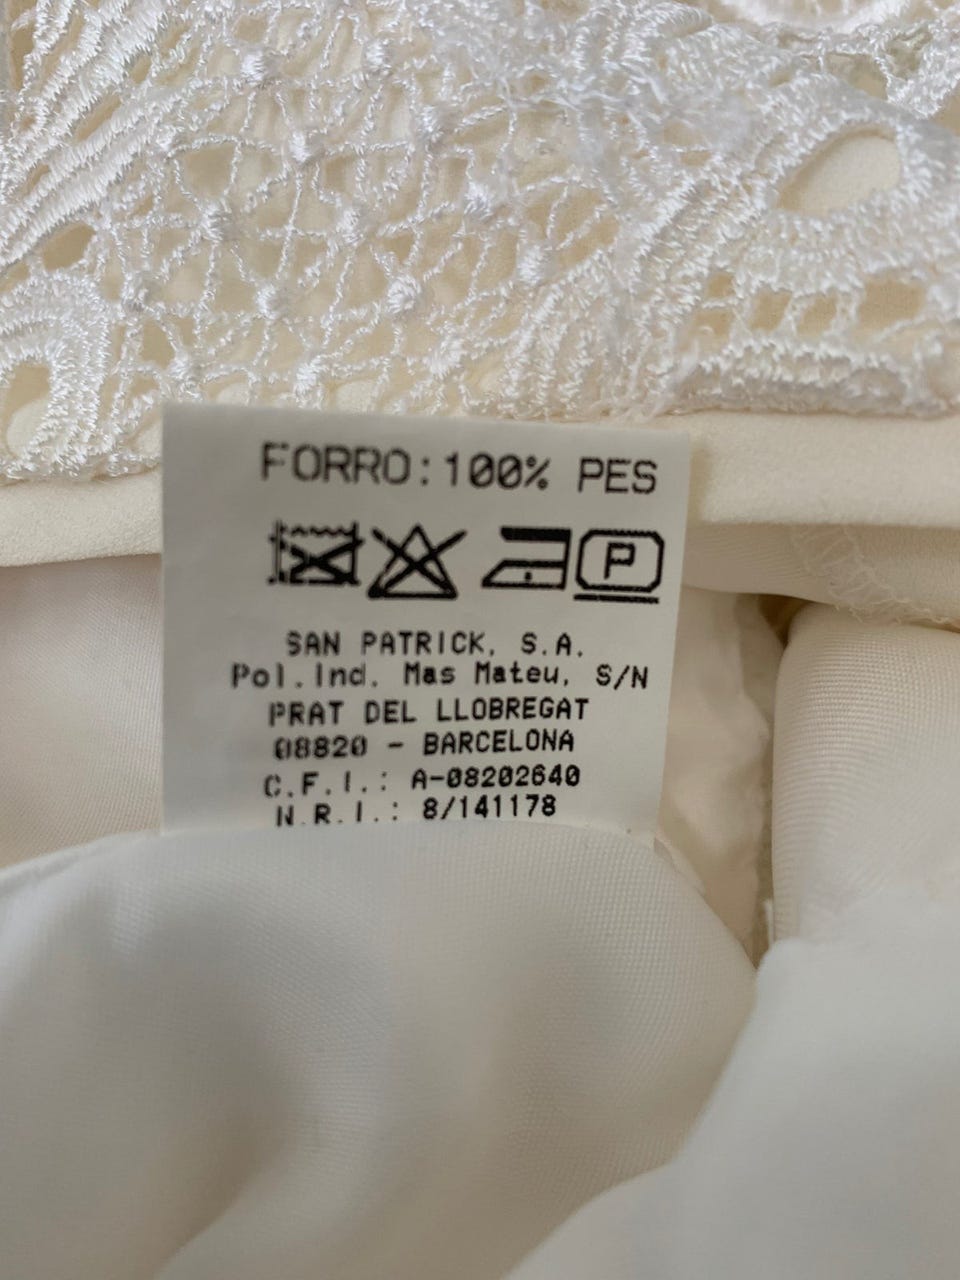 FORRO: 100% PES
P
SAN PATRICK, S.A.
Pol.Ind. Mas Mateu, S/N
PRAT DEL LLOBREGAT
08820 - BARCELONA
C.F.I.: A-08202640
N.R.I.: 8/141178